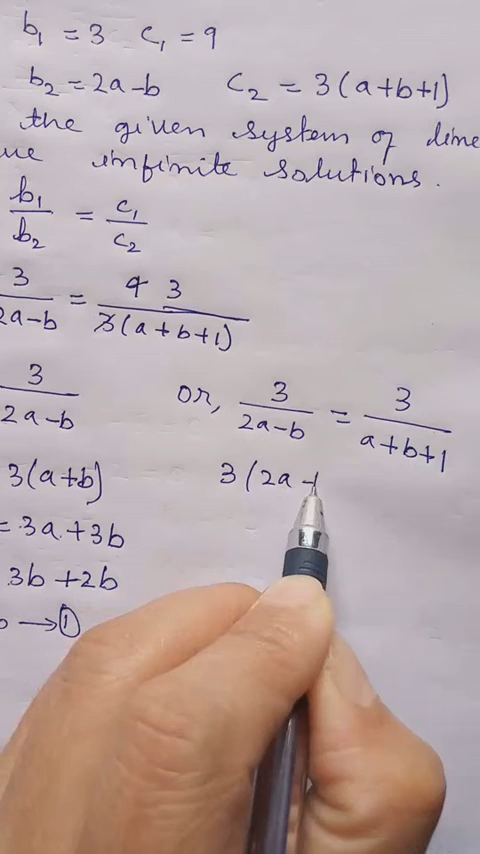 b₁ = 3 c₁ = 9
b₂ = 2a-b c₂ = 3(a+b+1)
the given system of line
ue infinite solutions.
b₁/b₂ = c₁/c₂
3/2a-b = 9 3/3(a+b+1)
3/2a-b or, 3/2a-b = 3/a+b+1
3(a+b) 3(2a -
= 3a + 3b
3b + 2b
→ ①